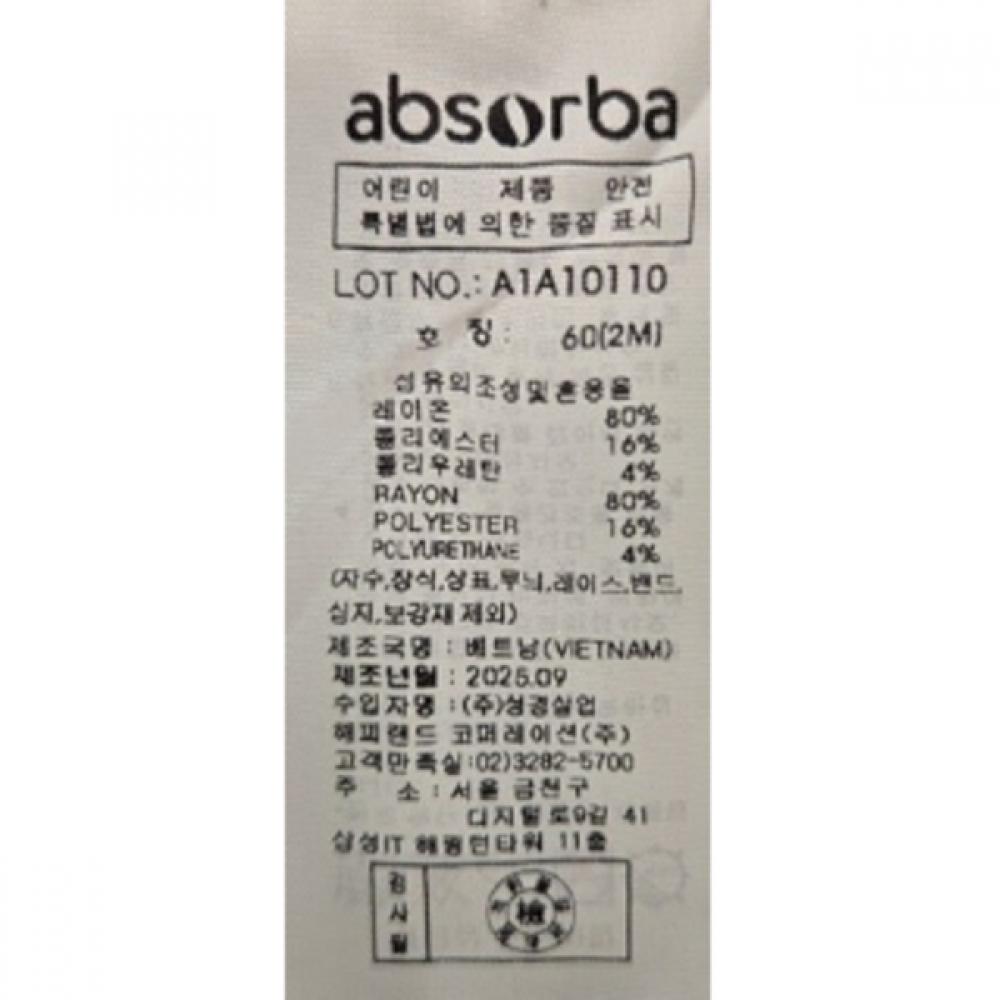 absorba
어린이 제품 안전
특별법에 의한 품질 표시
LOT NO.: A1A10110
호 칭: 60(2M)
섬유의조성및혼용율
레이온 80%
폴리에스터 16%
폴리우레탄 4%
RAYON 80%
POLYESTER 16%
POLYURETHANE 4%
(자수,장식,상표,무늬,레이스,밴드,
심지,보강재 제외)
제조국명 : 베트남(VIETNAM)
제조년월 : 2025.09
수입자명 : (주)성경실업
해피랜드 코퍼레이션(주)
고객만족실:02)3282-5700
주 소 : 서울 금천구
디지털로9길 41
삼성IT 해링턴타워 11층
검사필
檢